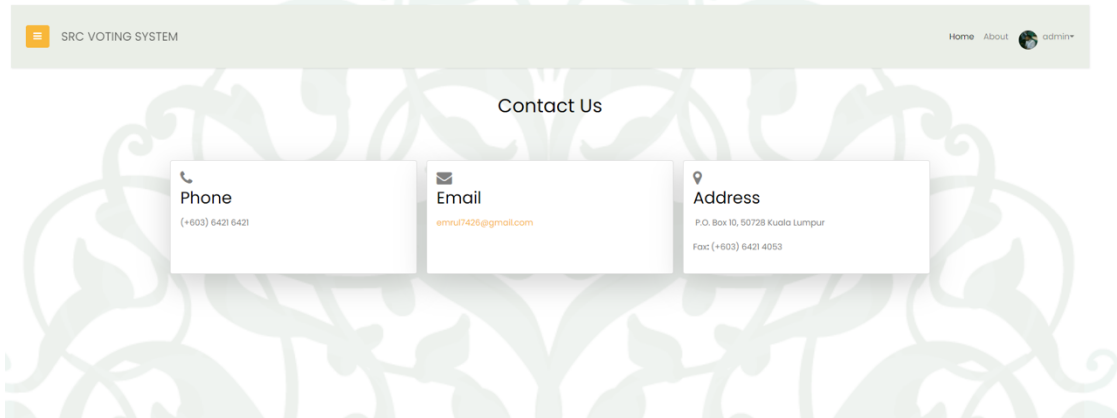 SRC VOTING SYSTEM
Home About admin
Contact Us
Phone
(+603) 6421 6421
Email
emrul7426@gmail.com
Address
P.O. Box 10, 50728 Kuala Lumpur
Fax: (+603) 6421 4053